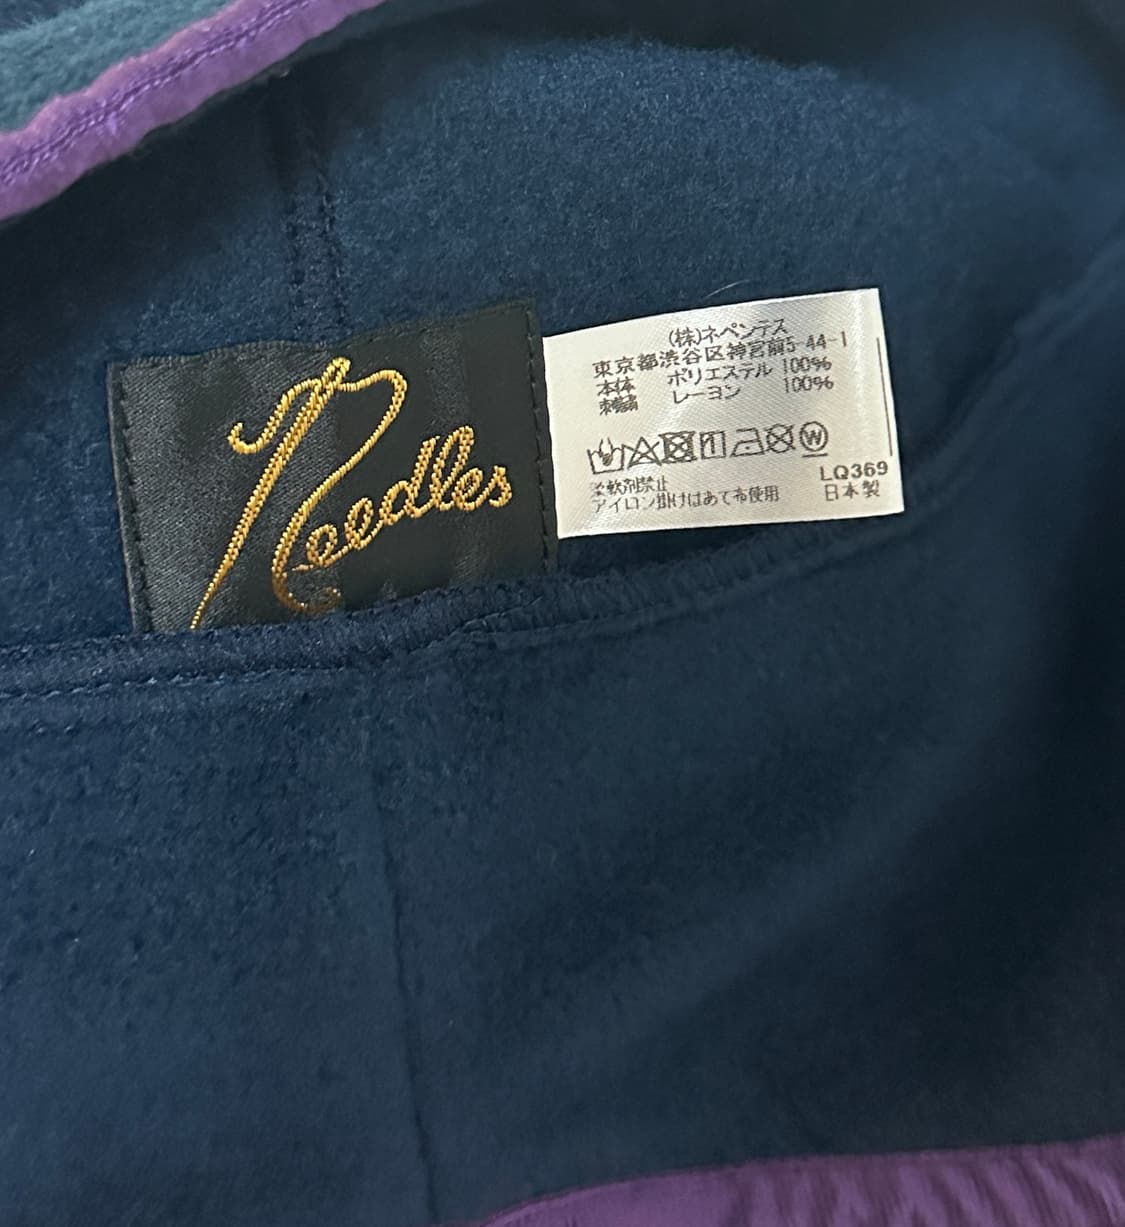 Needles
(株)ネペンテス
東京都渋谷区神宮前5-44-1
本体 ポリエステル 100%
刺繍 レーヨン 100%
W
LQ369
柔軟剤禁止
アイロン掛けはあて布使用 日本製